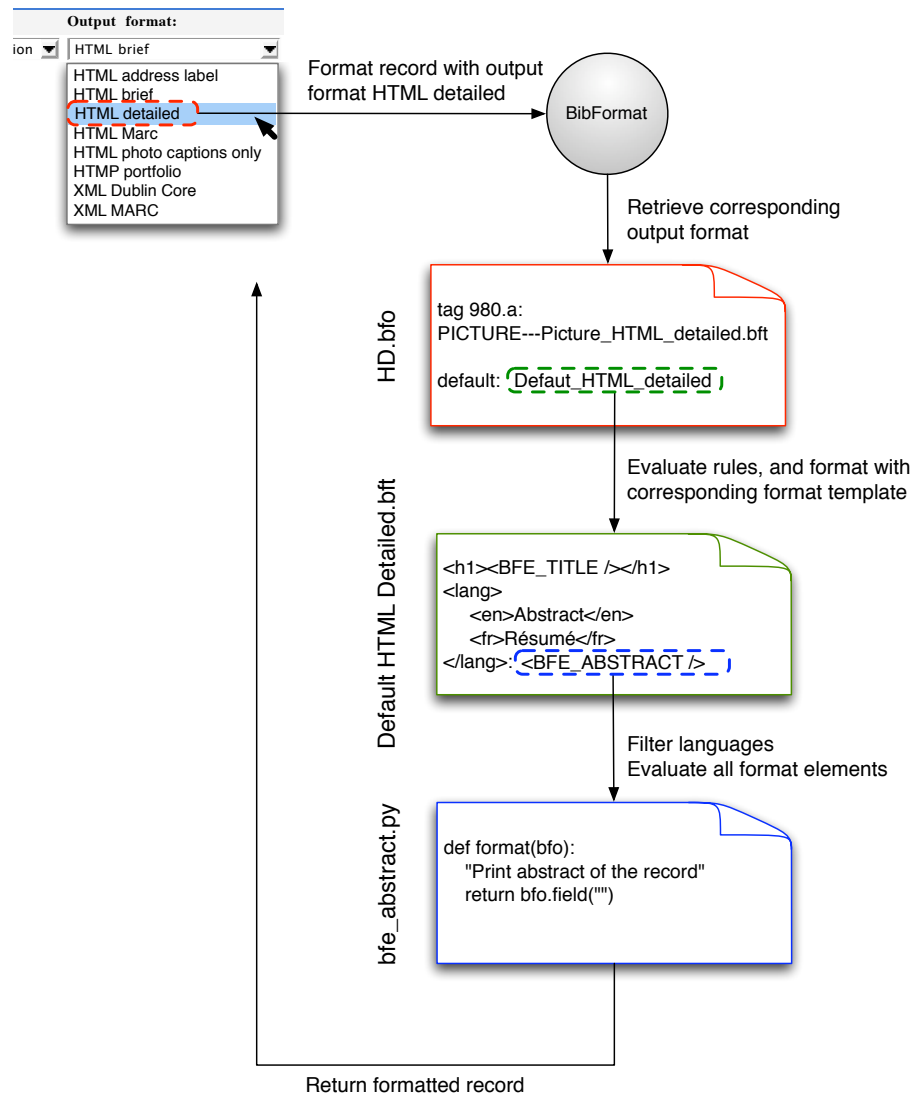 Output format:
ion
HTML brief
HTML address label
HTML brief
HTML detailed
HTML Marc
HTML photo captions only
HTMP portfolio
XML Dublin Core
XML MARC
Format record with output
format HTML detailed
BibFormat
Retrieve corresponding
output format
HD.bfo
tag 980.a:
PICTURE---Picture_HTML_detailed.bft
default: Defaut_HTML_detailed
Evaluate rules, and format with
corresponding format template
Default HTML Detailed.bft
<h1><BFE_TITLE /></h1>
<lang>
<en>Abstract</en>
<fr>Résumé</fr>
</lang>: <BFE_ABSTRACT />
Filter languages
Evaluate all format elements
bfe_abstract.py
def format(bfo):
"Print abstract of the record"
return bfo.field("")
Return formatted record